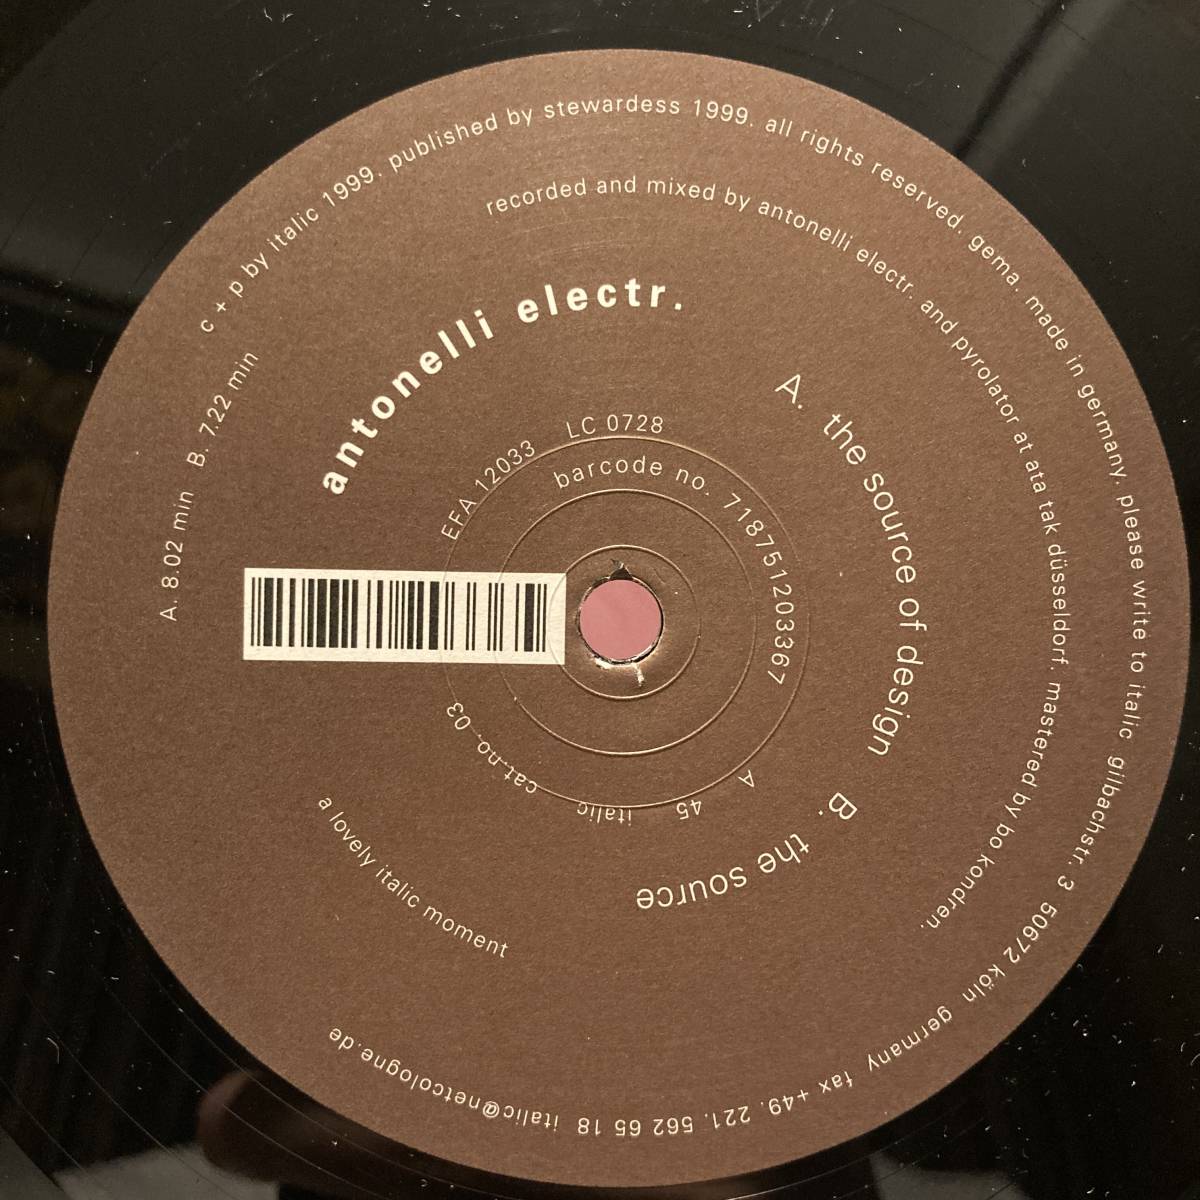 c + p by italic 1999. published by stewardess 1999. all rights reserved. gema. made in germany. please write to italic gilbachstr. 3 50672 köln germany fax +49. 221. 562 65 18 italic@netcologne.de
recorded and mixed by antonelli electr. and pyrolator at ata tak düsseldorf. mastered by bo kondren.
A. 8.02 min B. 7.22 min
antonelli electr.
A. the source of design
B. the source
EFA 12033 LC 0728
barcode no. 718751203367
A 45 italic cat.no. 03
a lovely italic moment